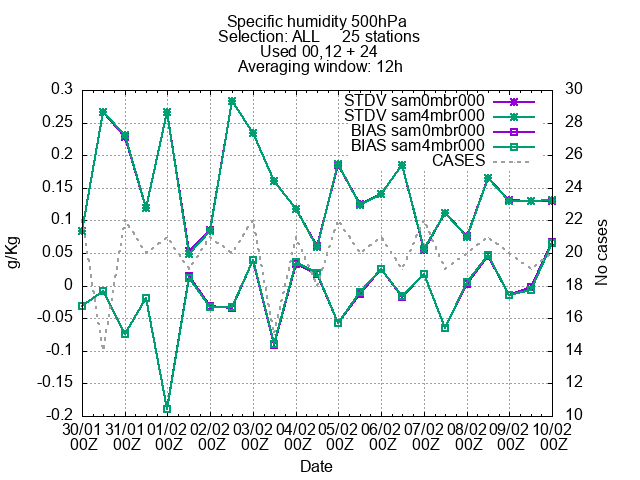 Specific humidity 500hPa
Selection: ALL 25 stations
Used 00,12 + 24
Averaging window: 12h
STDV sam0mbr000
STDV sam4mbr000
BIAS sam0mbr000
BIAS sam4mbr000
CASES
g/Kg
0.3
0.25
0.2
0.15
0.1
0.05
0
-0.05
-0.1
-0.15
-0.2
30
28
26
24
22
20
18
16
14
12
10
No cases
30/01 31/01 01/02 02/02 03/02 04/02 05/02 06/02 07/02 08/02 09/02 10/02
00Z 00Z 00Z 00Z 00Z 00Z 00Z 00Z 00Z 00Z 00Z 00Z
Date